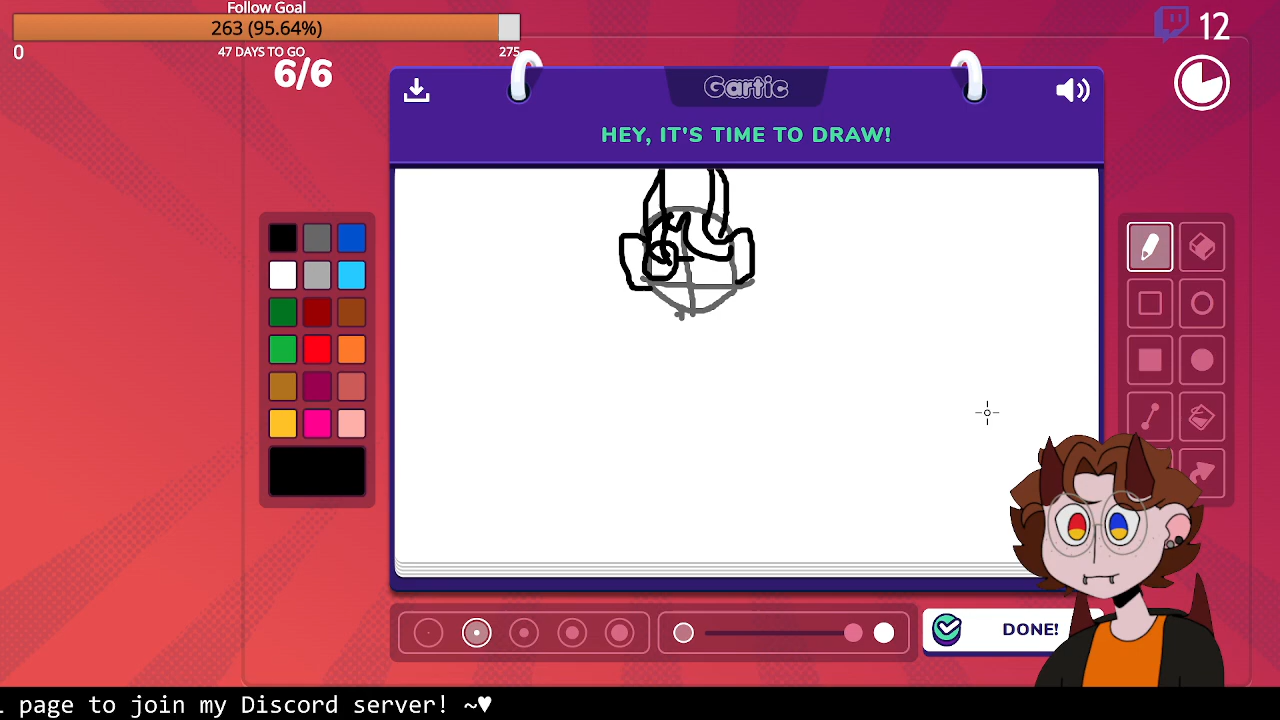 Follow Goal
263 (95.64%)
0
47 DAYS TO GO
275
6/6
12
Gartic
HEY, IT'S TIME TO DRAW!
DONE!
page to join my Discord server! ~♥